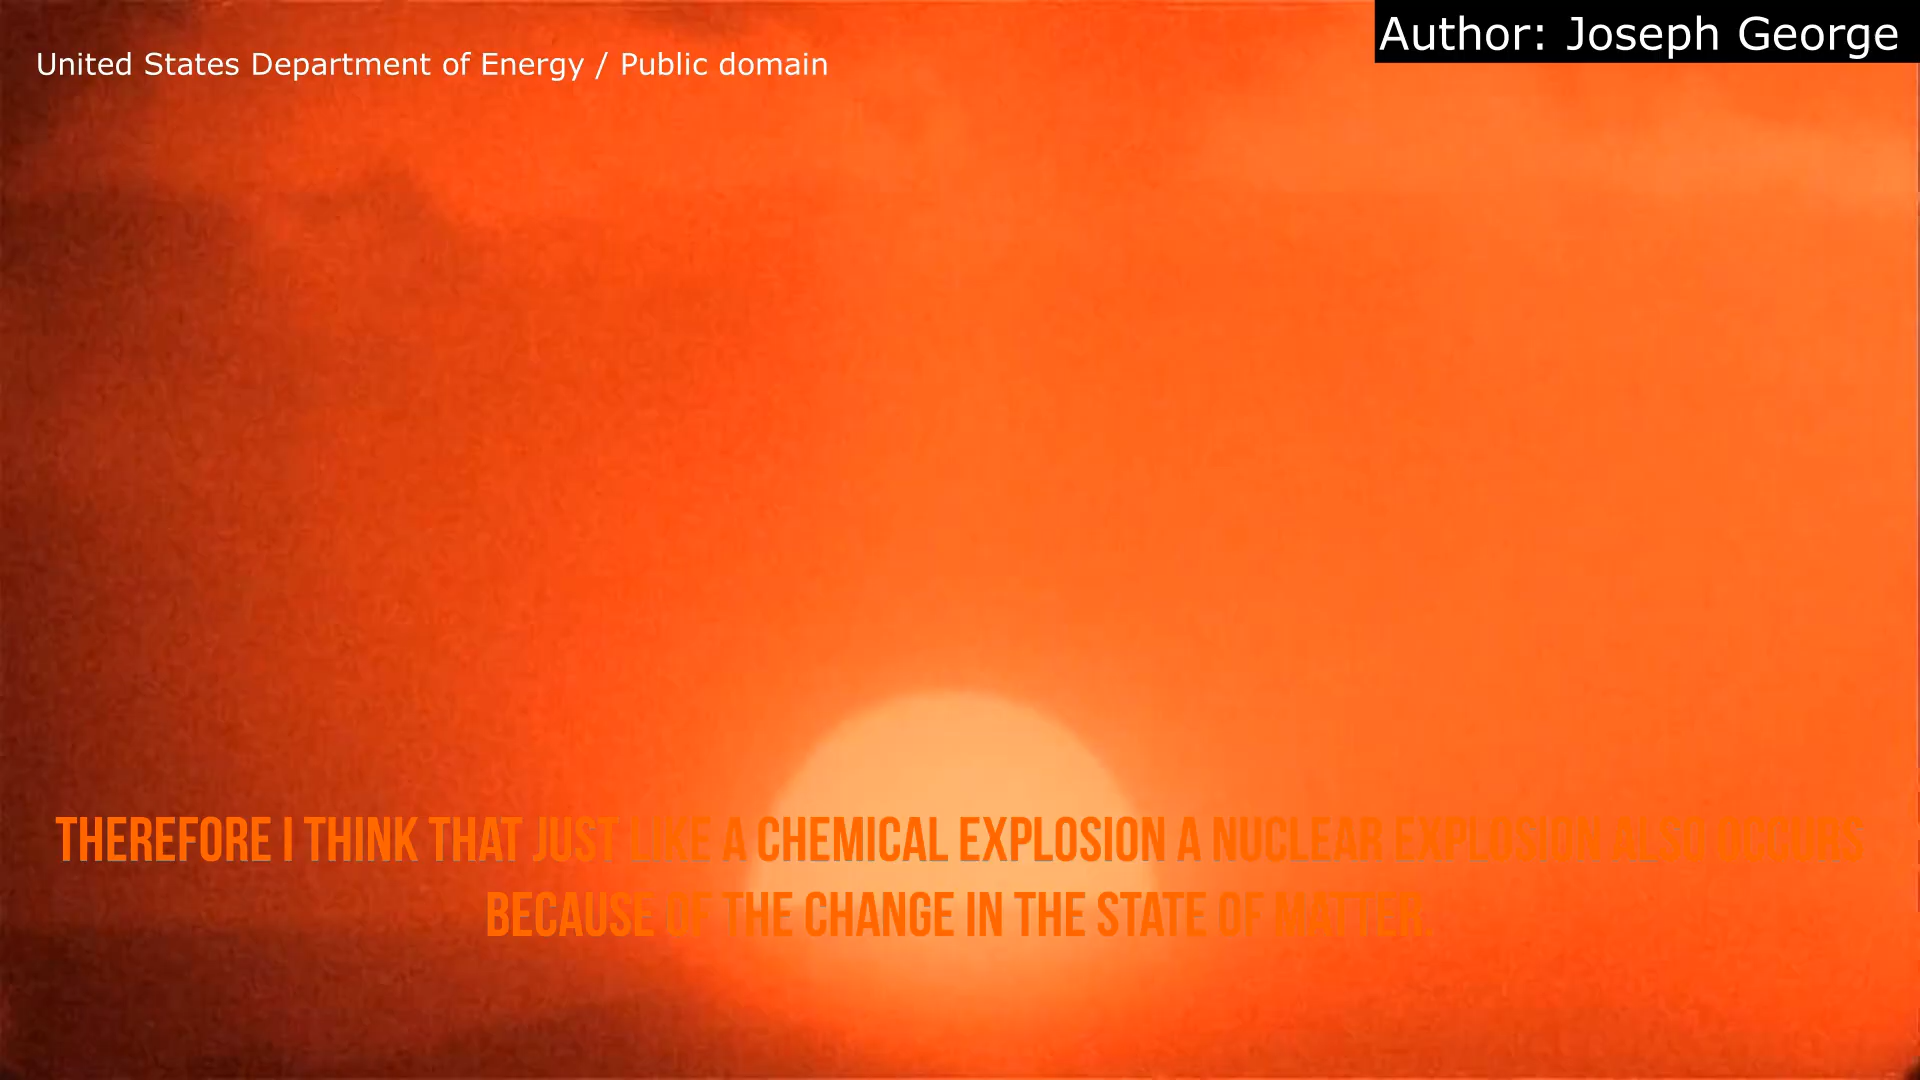 United States Department of Energy / Public domain
Author: Joseph George
THEREFORE I THINK THAT JUST LIKE A CHEMICAL EXPLOSION A NUCLEAR EXPLOSION ALSO OCCURS
BECAUSE OF THE CHANGE IN THE STATE OF MATTER.